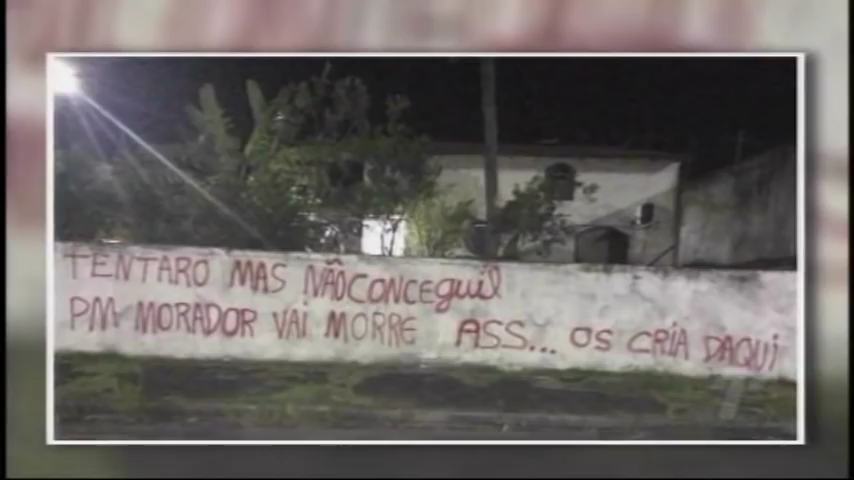 TENTARO MAS NÃO CONCEguil
PM MORADOR VAi MORRE ASS... OS CRIA DAQUi